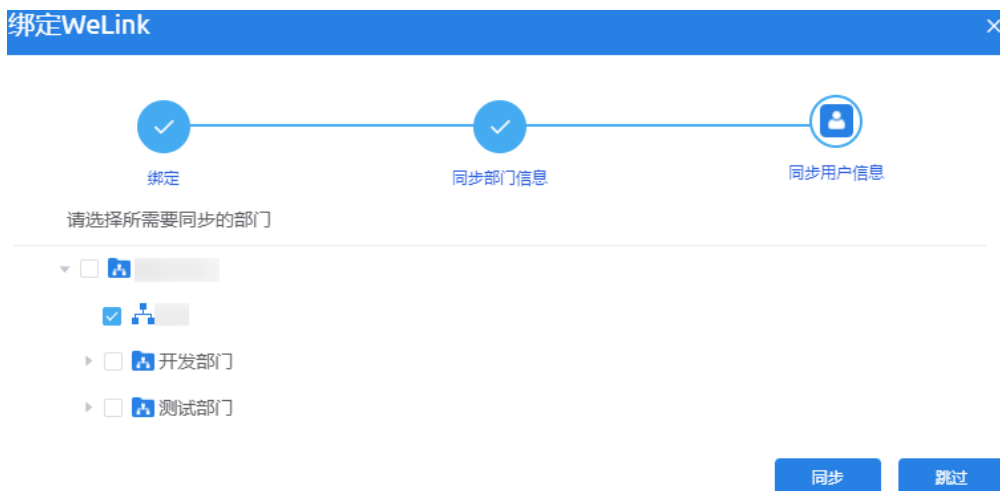 绑定WeLink
绑定
同步部门信息
同步用户信息
请选择所需要同步的部门
开发部门
测试部门
同步 跳过